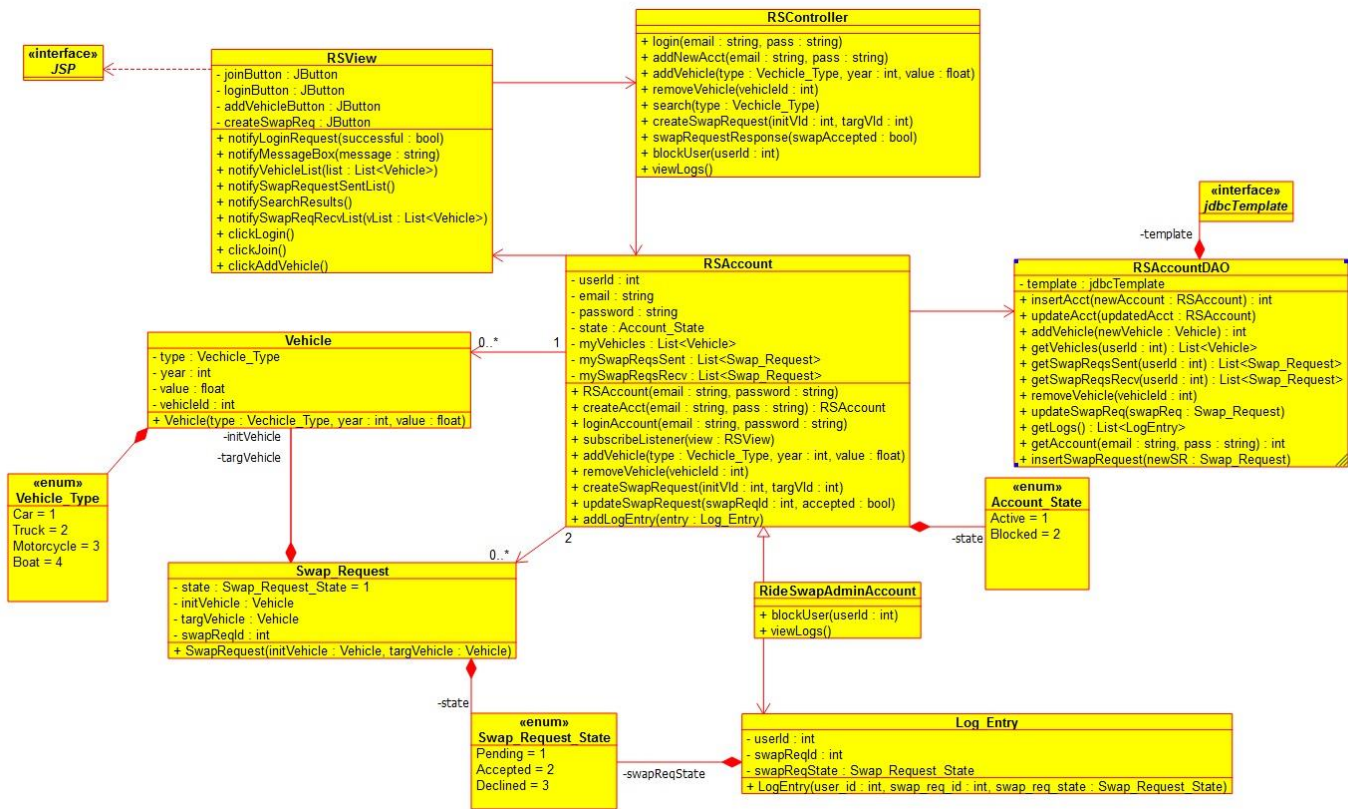 «interface»
JSP
RSView
- joinButton : JButton
- loginButton : JButton
- addVehicleButton : JButton
- createSwapReq : JButton
+ notifyLoginRequest(successful : bool)
+ notifyMessageBox(message : string)
+ notifyVehicleList(list : List<Vehicle>)
+ notifySwapRequestSentList()
+ notifySearchResults()
+ notifySwapReqRecvList(vList : List<Vehicle>)
+ clickLogin()
+ clickJoin()
+ clickAddVehicle()
RSController
+ login(email : string, pass : string)
+ addNewAcct(email : string, pass : string)
+ addVehicle(type : Vechicle_Type, year : int, value : float)
+ removeVehicle(vehicleId : int)
+ search(type : Vechicle_Type)
+ createSwapRequest(initVId : int, targVId : int)
+ swapRequestResponse(swapAccepted : bool)
+ blockUser(userId : int)
+ viewLogs()
«interface»
jdbcTemplate
-template
RSAccountDAO
- template : jdbcTemplate
+ insertAcct(newAccount : RSAccount) : int
+ updateAcct(updatedAcct : RSAccount)
+ addVehicle(newVehicle : Vehicle) : int
+ getVehicles(userId : int) : List<Vehicle>
+ getSwapReqsSent(userId : int) : List<Swap_Request>
+ getSwapReqsRecv(userId : int) : List<Swap_Request>
+ removeVehicle(vehicleId : int)
+ updateSwapReq(swapReq : Swap_Request)
+ getLogs() : List<LogEntry>
+ getAccount(email : string, pass : string) : int
+ insertSwapRequest(newSR : Swap_Request)
RSAccount
- userId : int
- email : string
- password : string
- state : Account_State
- myVehicles : List<Vehicle>
- mySwapReqsSent : List<Swap_Request>
- mySwapReqsRecv : List<Swap_Request>
+ RSAccount(email : string, password : string)
+ createAcct(email : string, pass : string) : RSAccount
+ loginAccount(email : string, password : string)
+ subscribeListener(view : RSView)
+ addVehicle(type : Vechicle_Type, year : int, value : float)
+ removeVehicle(vehicleId : int)
+ createSwapRequest(initVId : int, targVId : int)
+ updateSwapRequest(swapReqId : int, accepted : bool)
+ addLogEntry(entry : Log_Entry)
0..*
1
Vehicle
- type : Vechicle_Type
- year : int
- value : float
- vehicleId : int
+ Vehicle(type : Vechicle_Type, year : int, value : float)
-initVehicle
-targVehicle
«enum»
Vehicle_Type
Car = 1
Truck = 2
Motorcycle = 3
Boat = 4
«enum»
Account_State
Active = 1
Blocked = 2
-state
2
0..*
Swap_Request
- state : Swap_Request_State = 1
- initVehicle : Vehicle
- targVehicle : Vehicle
- swapReqId : int
+ SwapRequest(initVehicle : Vehicle, targVehicle : Vehicle)
RideSwapAdminAccount
+ blockUser(userId : int)
+ viewLogs()
-state
«enum»
Swap_Request_State
Pending = 1
Accepted = 2
Declined = 3
-swapReqState
Log_Entry
- userId : int
- swapReqId : int
- swapReqState : Swap_Request_State
+ LogEntry(user_id : int, swap_req_id : int, swap_req_state : Swap_Request_State)